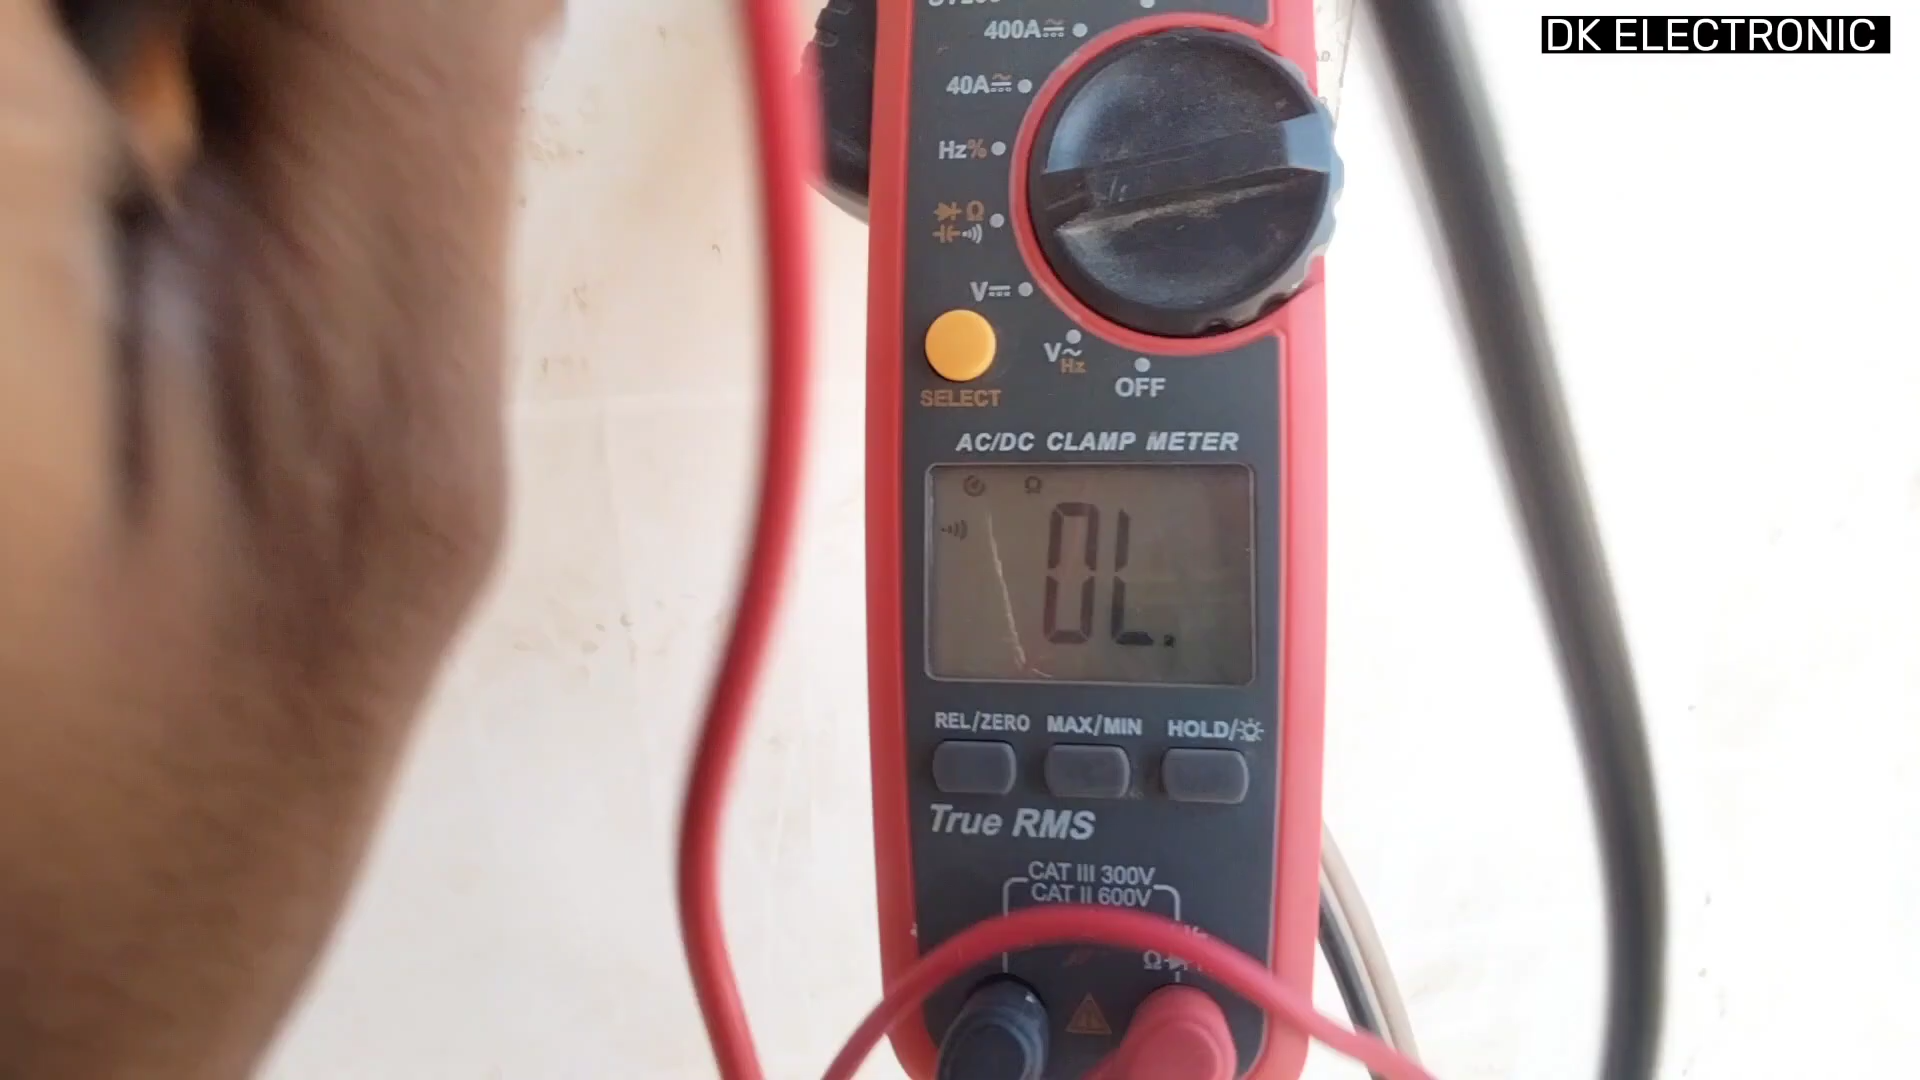 DK ELECTRONIC
400A
40A
Hz%
Ω
V
V~
Hz
OFF
SELECT
AC/DC CLAMP METER
Ω
OL.
REL/ZERO MAX/MIN HOLD/
True RMS
CAT III 300V
CAT II 600V
Ω